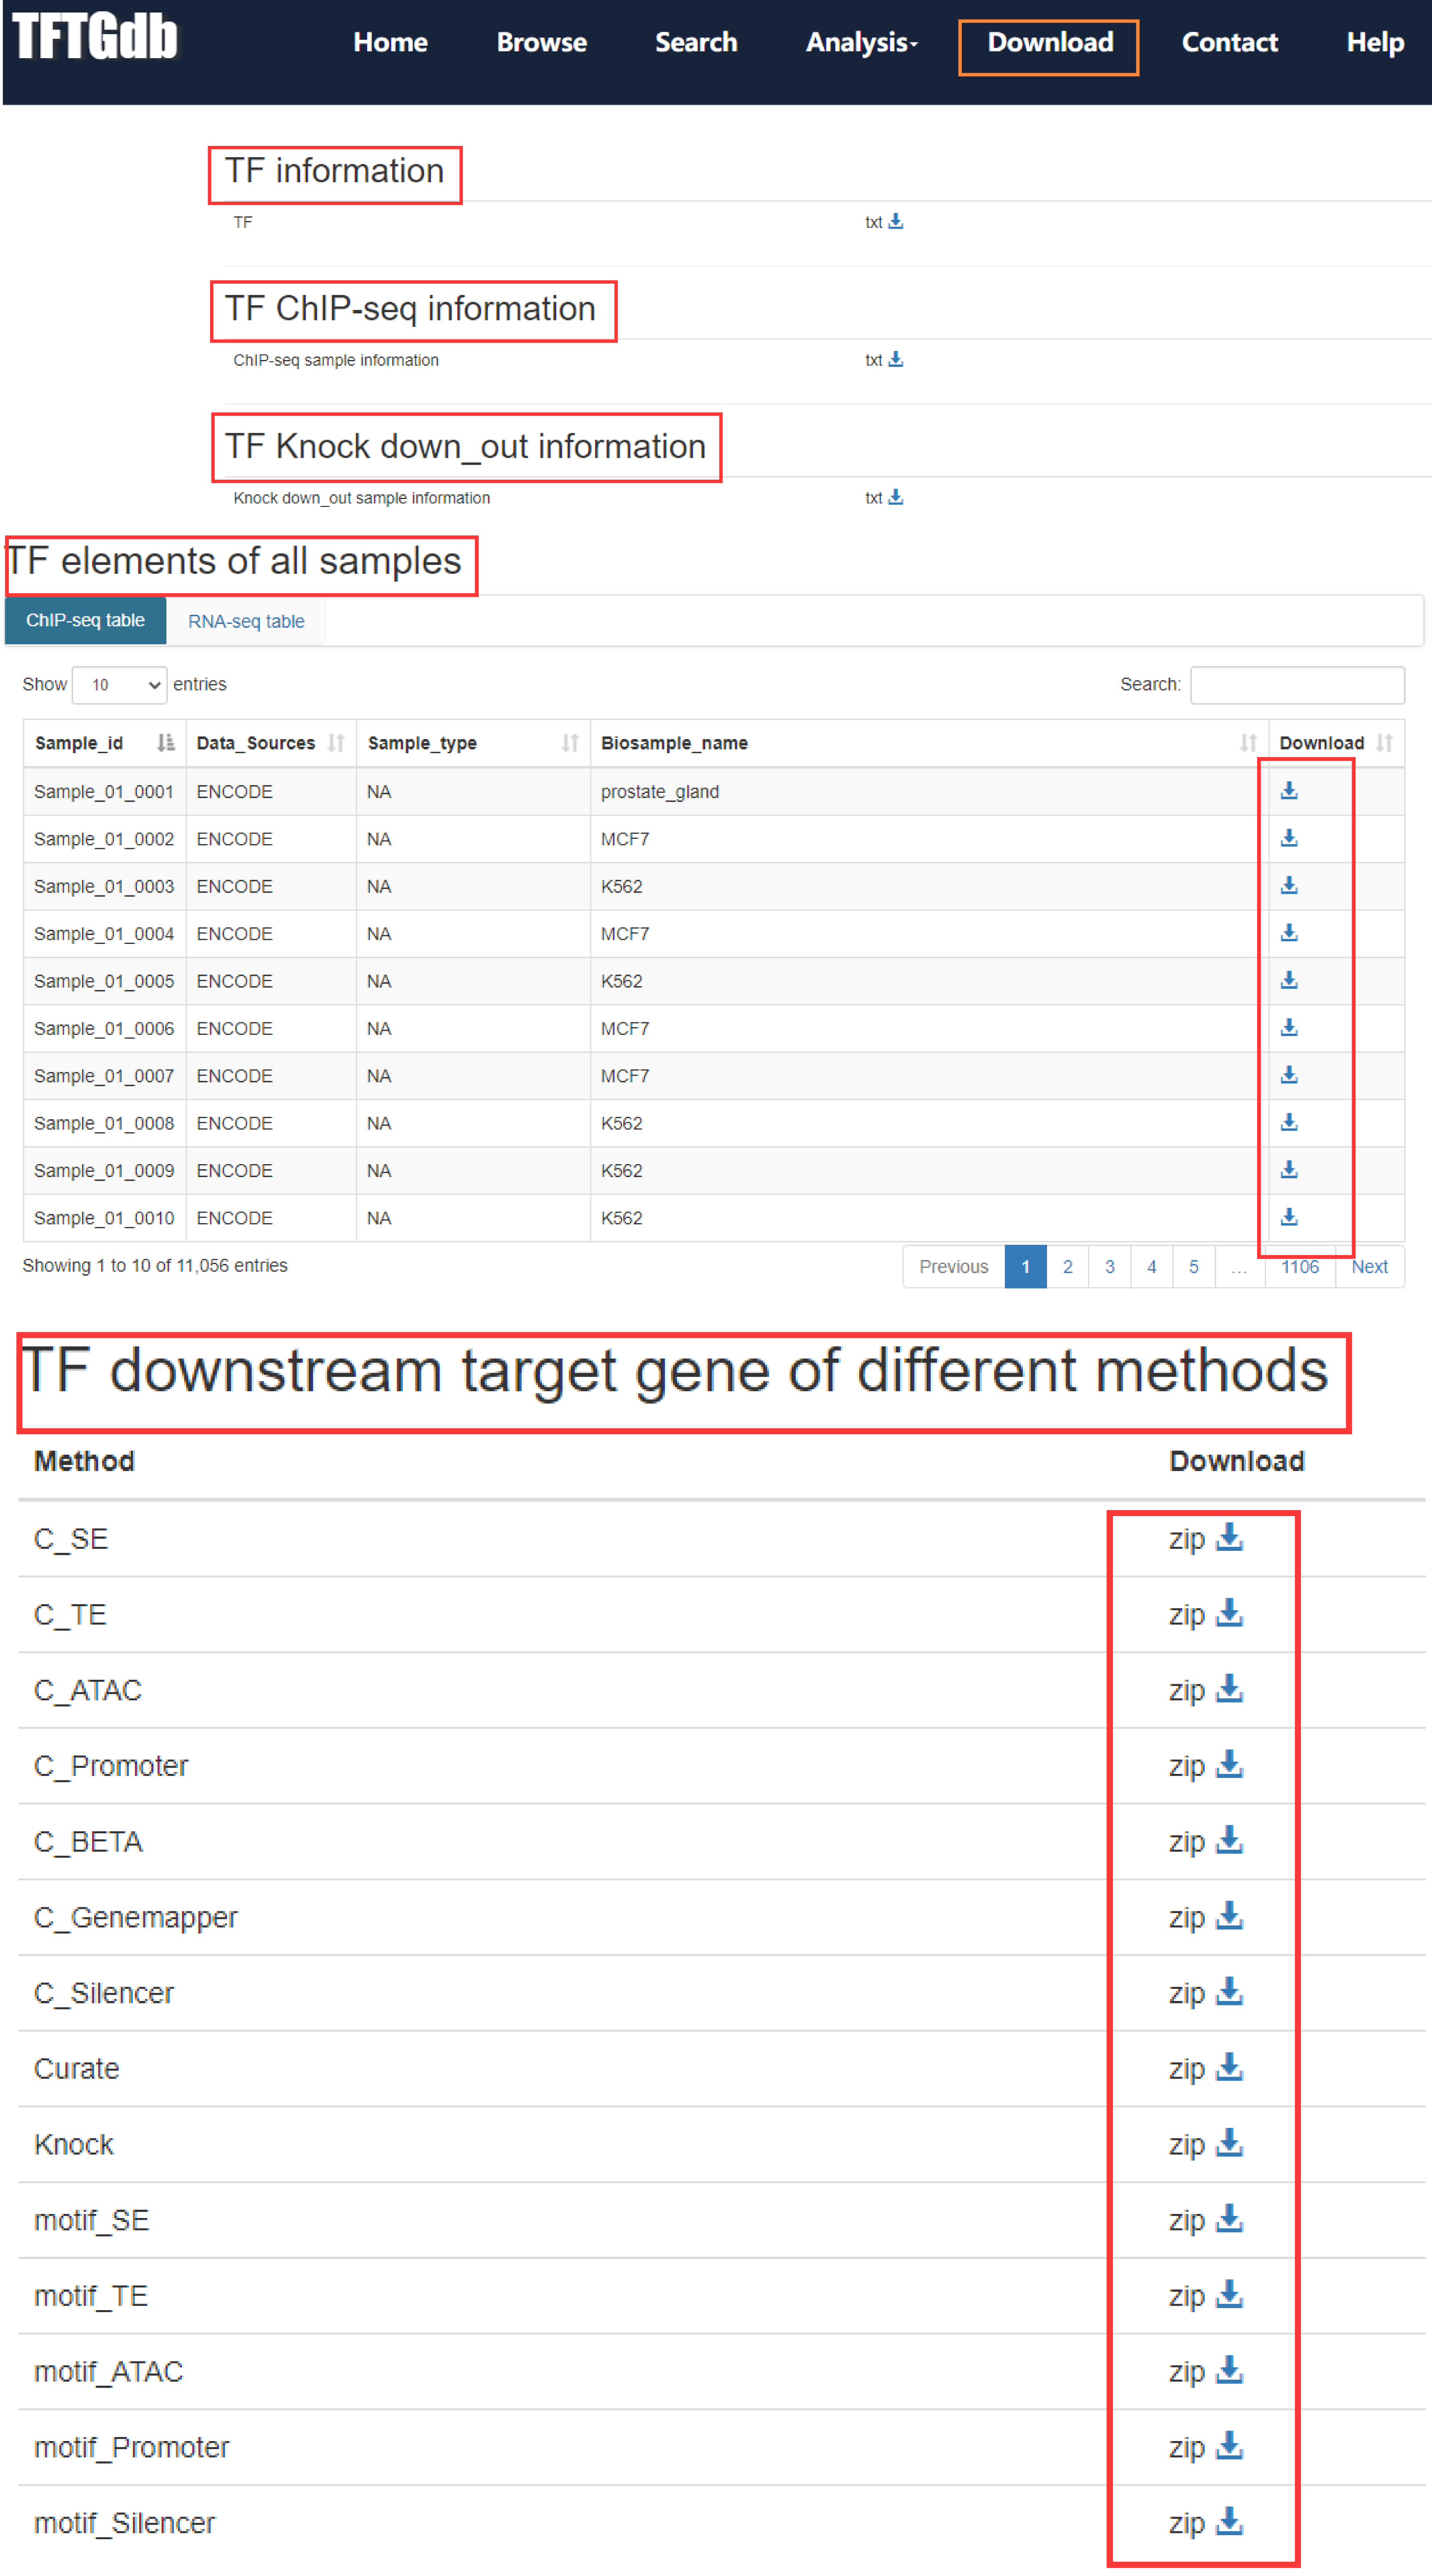 TFTGdb Home Browse Search Analysis Download Contact Help
TF information
TF txt
TF ChIP-seq information
ChIP-seq sample information txt
TF Knock down_out information
Knock down_out sample information txt
TF elements of all samples
ChIP-seq table RNA-seq table
Show 10 entries Search:
Sample_id Data_Sources Sample_type Biosample_name Download
Sample_01_0001 ENCODE NA prostate_gland
Sample_01_0002 ENCODE NA MCF7
Sample_01_0003 ENCODE NA K562
Sample_01_0004 ENCODE NA MCF7
Sample_01_0005 ENCODE NA K562
Sample_01_0006 ENCODE NA MCF7
Sample_01_0007 ENCODE NA MCF7
Sample_01_0008 ENCODE NA K562
Sample_01_0009 ENCODE NA K562
Sample_01_0010 ENCODE NA K562
Showing 1 to 10 of 11,056 entries Previous 1 2 3 4 5 ... 1106 Next
TF downstream target gene of different methods
Method Download
C_SE zip
C_TE zip
C_ATAC zip
C_Promoter zip
C_BETA zip
C_Genemapper zip
C_Silencer zip
Curate zip
Knock zip
motif_SE zip
motif_TE zip
motif_ATAC zip
motif_Promoter zip
motif_Silencer zip